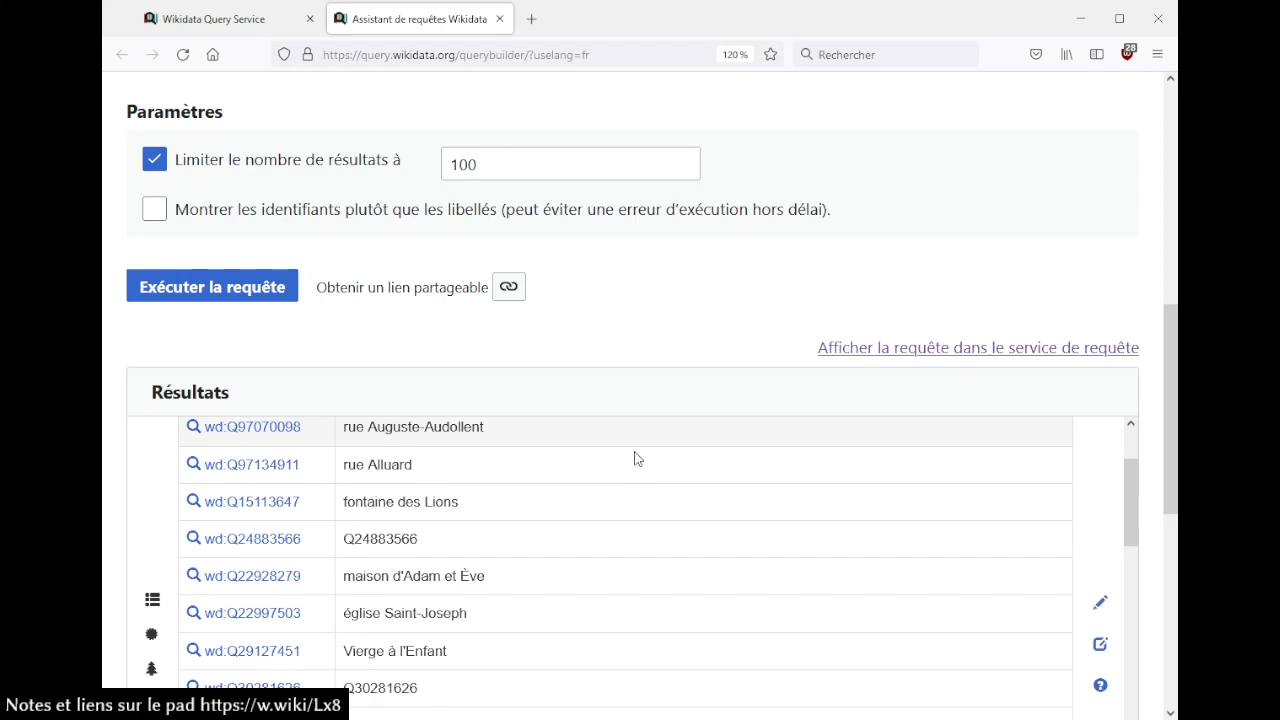 Wikidata Query Service
Assistant de requêtes Wikidata
https://query.wikidata.org/querybuilder/?uselang=fr
120 %
Rechercher
28
Paramètres
Limiter le nombre de résultats à
100
Montrer les identifiants plutôt que les libellés (peut éviter une erreur d’exécution hors délai).
Exécuter la requête
Obtenir un lien partageable
Afficher la requête dans le service de requête
Résultats
wd:Q97070098 rue Auguste-Audollent
wd:Q97134911 rue Alluard
wd:Q15113647 fontaine des Lions
wd:Q24883566 Q24883566
wd:Q22928279 maison d'Adam et Ève
wd:Q22997503 église Saint-Joseph
wd:Q29127451 Vierge à l'Enfant
wd:Q30281626 Q30281626
Notes et liens sur le pad https://w.wiki/Lx8